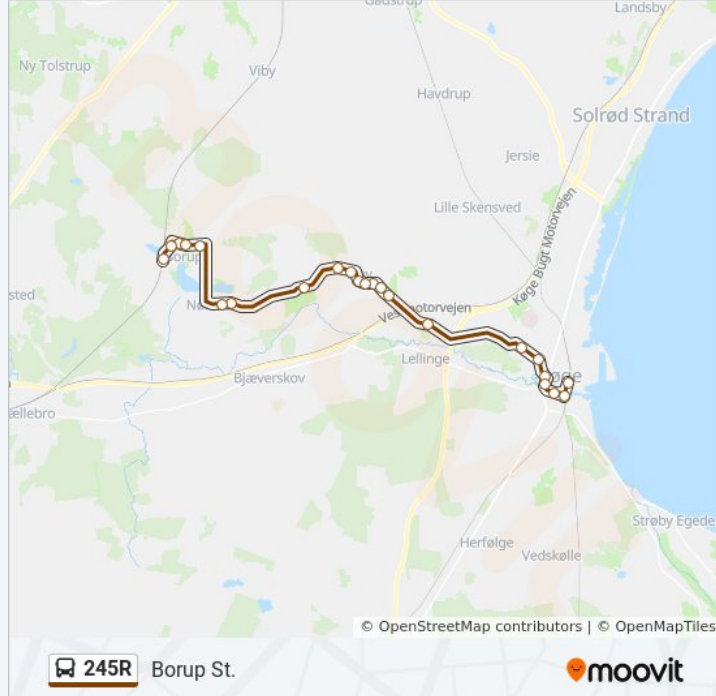 Gadstrup
Landsby
Ny Tolstrup
Viby
Havdrup
Solrød Strand
Jersie
Lille Skensved
Køge Bugt Motorvejen
Borup
sted
Lellinge
Bjæverskov
ællebro
Strøby Egede
Herfølge
Vedskølle
© OpenStreetMap contributors | © OpenMapTiles
245R Borup St.
moovit